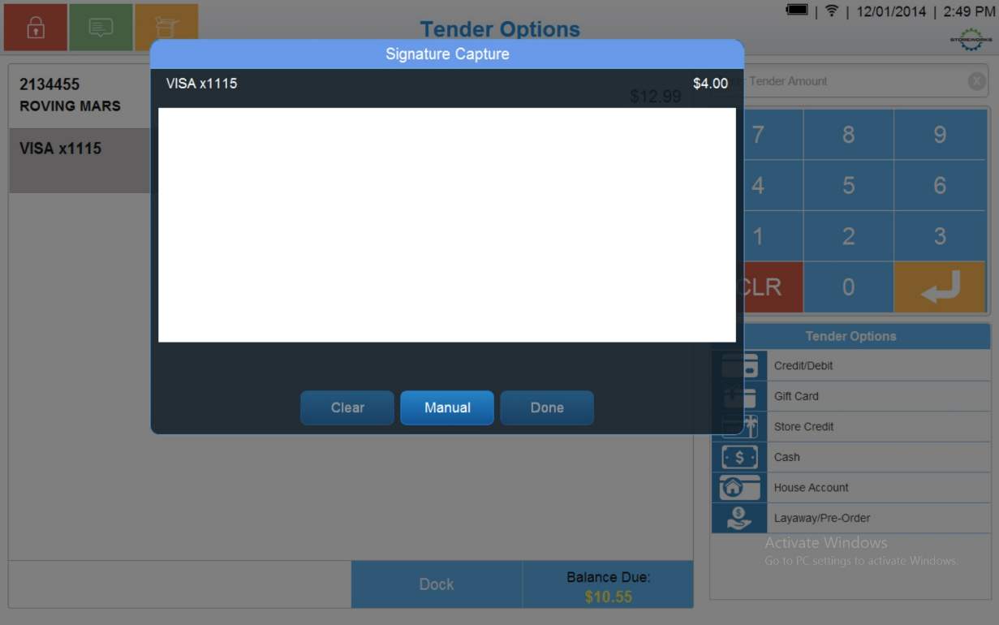 | | 12/01/2014 | 2:49 PM
Tender Options
STOREWORKS
Signature Capture
VISA x1115 $4.00
2134455
ROVING MARS
$12.99
VISA x1115
Tender Amount
7 8 9
4 5 6
1 2 3
CLR 0
Clear Manual Done
Tender Options
Credit/Debit
Gift Card
Store Credit
Cash
House Account
Layaway/Pre-Order
Activate Windows
Go to PC settings to activate Windows.
Dock
Balance Due:
$10.55